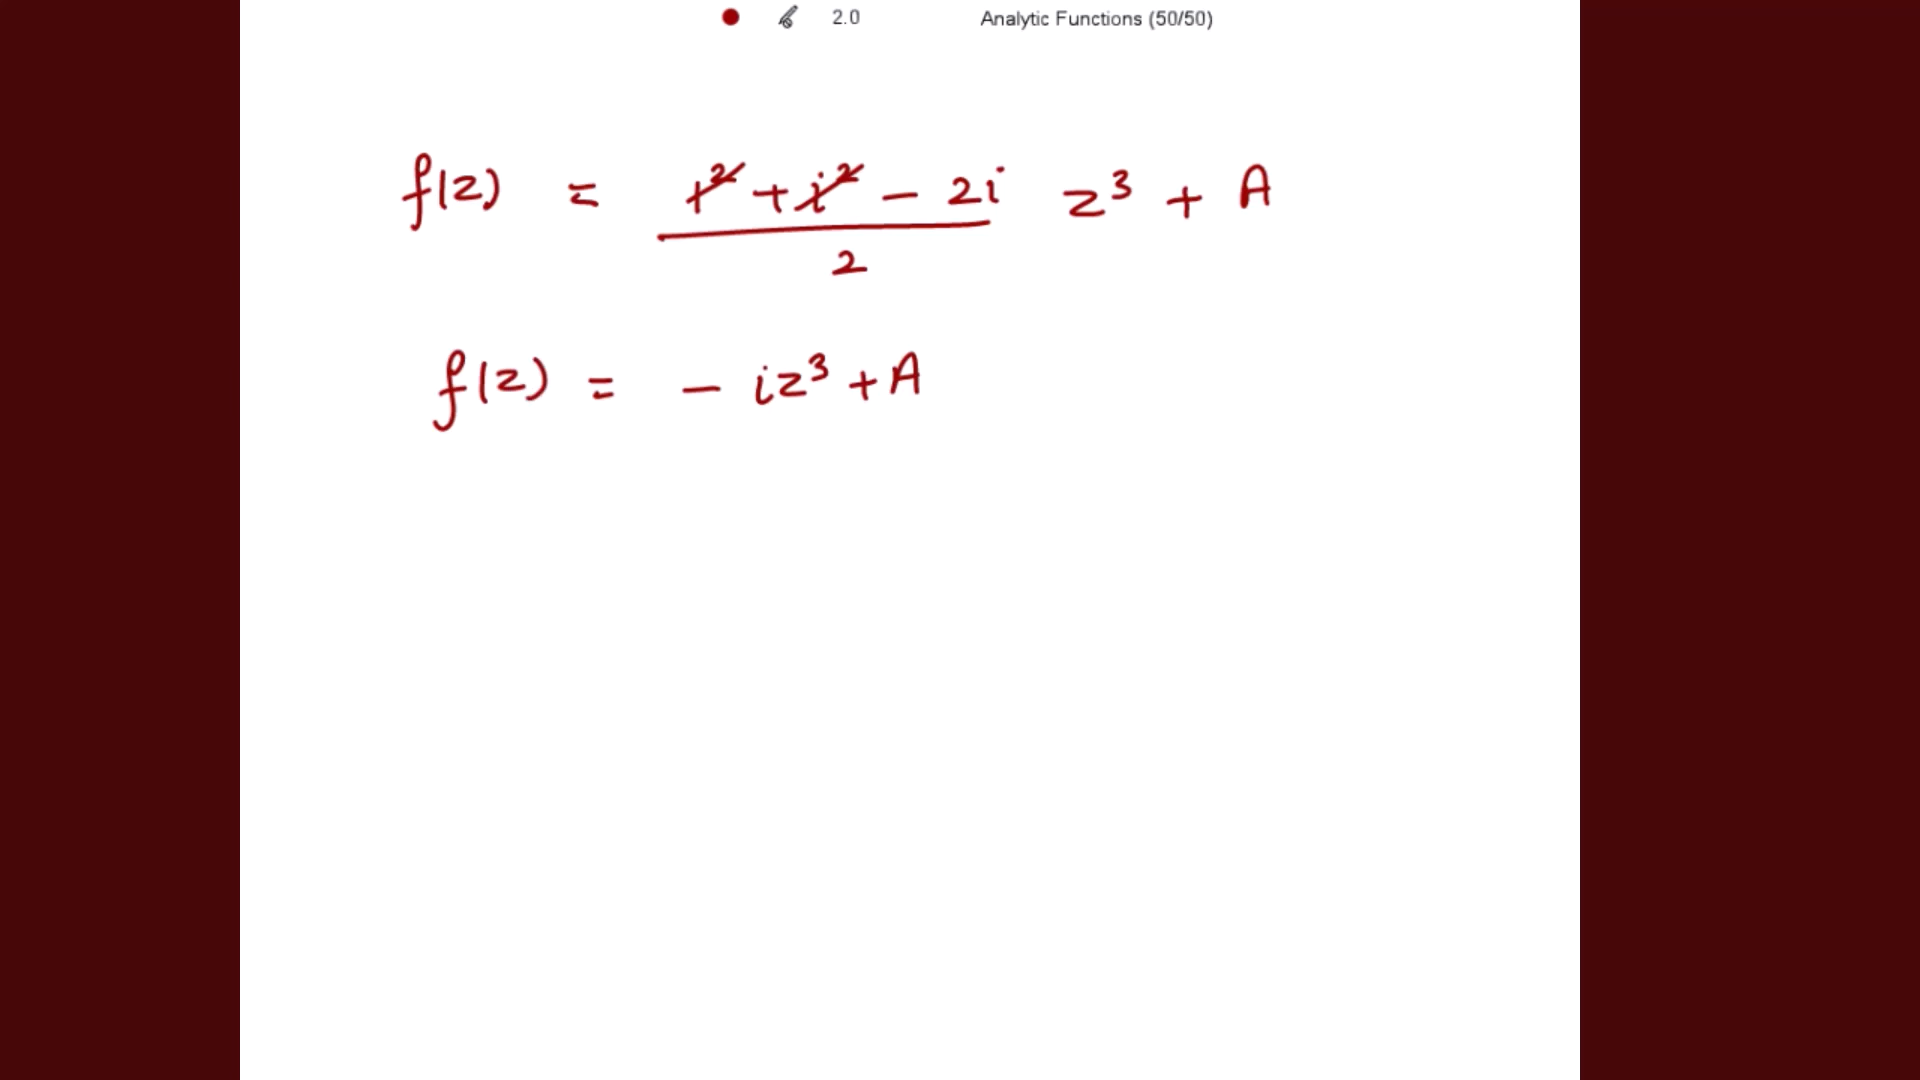 2.0 Analytic Functions (50/50)
f(z) = (1² + i² - 2i)/2 z³ + A
f(z) = - iz³ + A